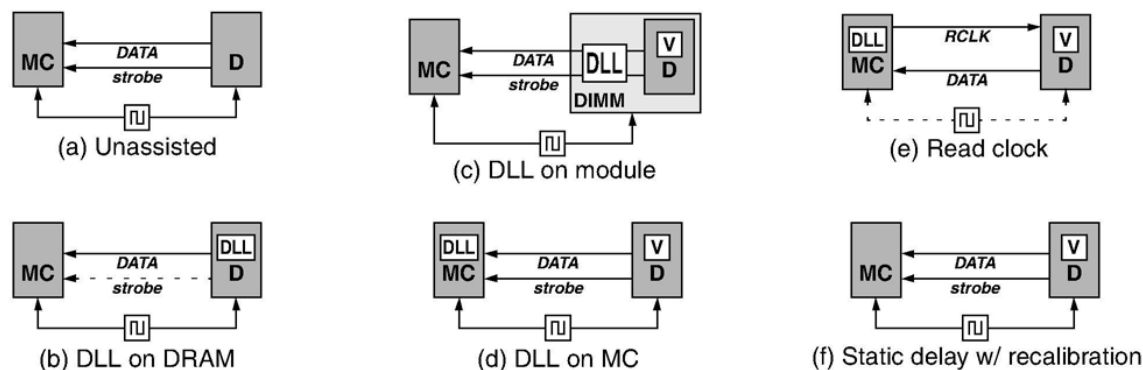 MC
DATA
strobe
D
(a) Unassisted
MC
DATA
strobe
DLL
DIMM
V
D
(c) DLL on module
DLL
MC
RCLK
DATA
V
D
(e) Read clock
MC
DATA
strobe
DLL
D
(b) DLL on DRAM
DLL
MC
DATA
strobe
V
D
(d) DLL on MC
MC
DATA
strobe
V
D
(f) Static delay w/ recalibration